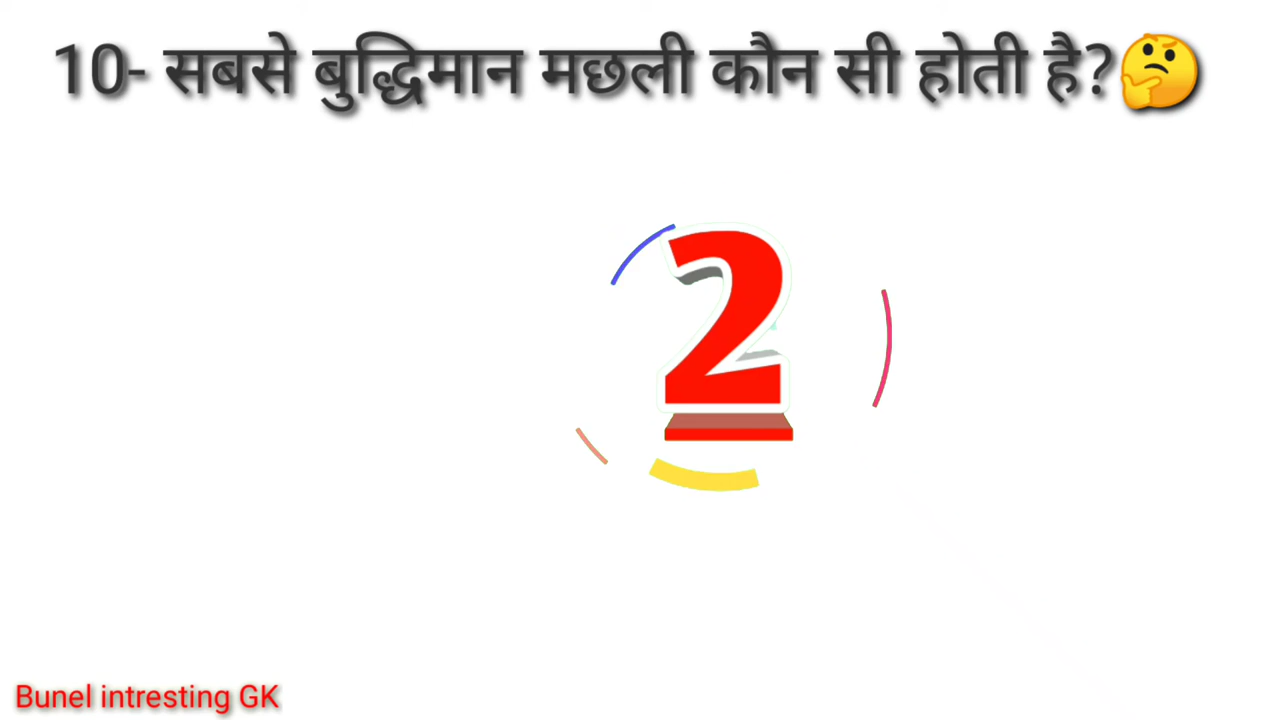 10- सबसे बुद्धिमान मछली कौन सी होती है?🤔
2
Bunel intresting GK